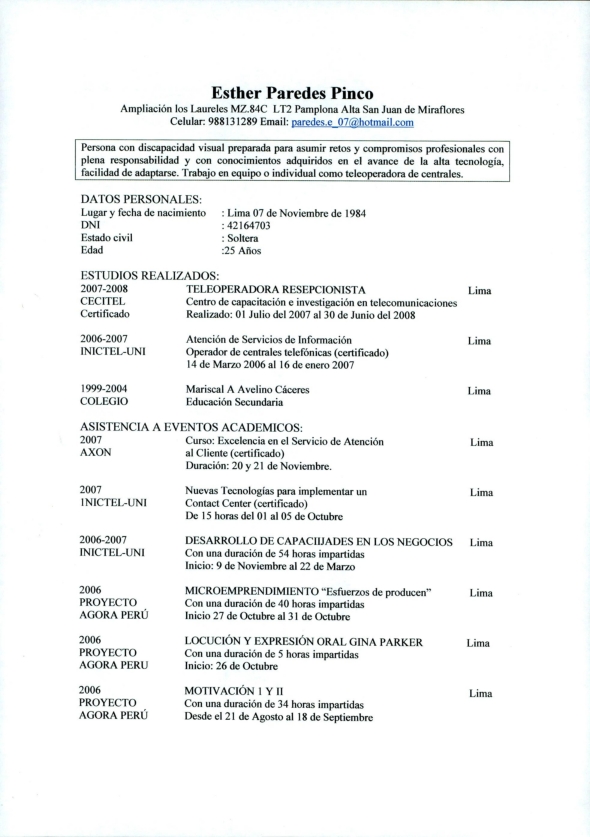 Esther Paredes Pinco
Ampliación los Laureles MZ.84C LT2 Pamplona Alta San Juan de Miraflores
Celular: 988131289 Email: paredes.e_07@hotmail.com
Persona con discapacidad visual preparada para asumir retos y compromisos profesionales con
plena responsabilidad y con conocimientos adquiridos en el avance de la alta tecnología,
facilidad de adaptarse. Trabajo en equipo o individual como teleoperadora de centrales.
DATOS PERSONALES:
Lugar y fecha de nacimiento : Lima 07 de Noviembre de 1984
DNI : 42164703
Estado civil : Soltera
Edad :25 Años
ESTUDIOS REALIZADOS:
2007-2008 TELEOPERADORA RESEPCIONISTA Lima
CECITEL Centro de capacitación e investigación en telecomunicaciones
Certificado Realizado: 01 Julio del 2007 al 30 de Junio del 2008
2006-2007 Atención de Servicios de Información Lima
INICTEL-UNI Operador de centrales telefónicas (certificado)
14 de Marzo 2006 al 16 de enero 2007
1999-2004 Mariscal A Avelino Cáceres Lima
COLEGIO Educación Secundaria
ASISTENCIA A EVENTOS ACADEMICOS:
2007 Curso: Excelencia en el Servicio de Atención Lima
AXON al Cliente (certificado)
Duración: 20 y 21 de Noviembre.
2007 Nuevas Tecnologías para implementar un Lima
1NICTEL-UNI Contact Center (certificado)
De 15 horas del 01 al 05 de Octubre
2006-2007 DESARROLLO DE CAPACIIJADES EN LOS NEGOCIOS Lima
INICTEL-UNI Con una duración de 54 horas impartidas
Inicio: 9 de Noviembre al 22 de Marzo
2006 MICROEMPRENDIMIENTO “Esfuerzos de producen” Lima
PROYECTO Con una duración de 40 horas impartidas
AGORA PERÚ Inicio 27 de Octubre al 31 de Octubre
2006 LOCUCIÓN Y EXPRESIÓN ORAL GINA PARKER Lima
PROYECTO Con una duración de 5 horas impartidas
AGORA PERU Inicio: 26 de Octubre
2006 MOTIVACIÓN 1 Y II Lima
PROYECTO Con una duración de 34 horas impartidas
AGORA PERÚ Desde el 21 de Agosto al 18 de Septiembre